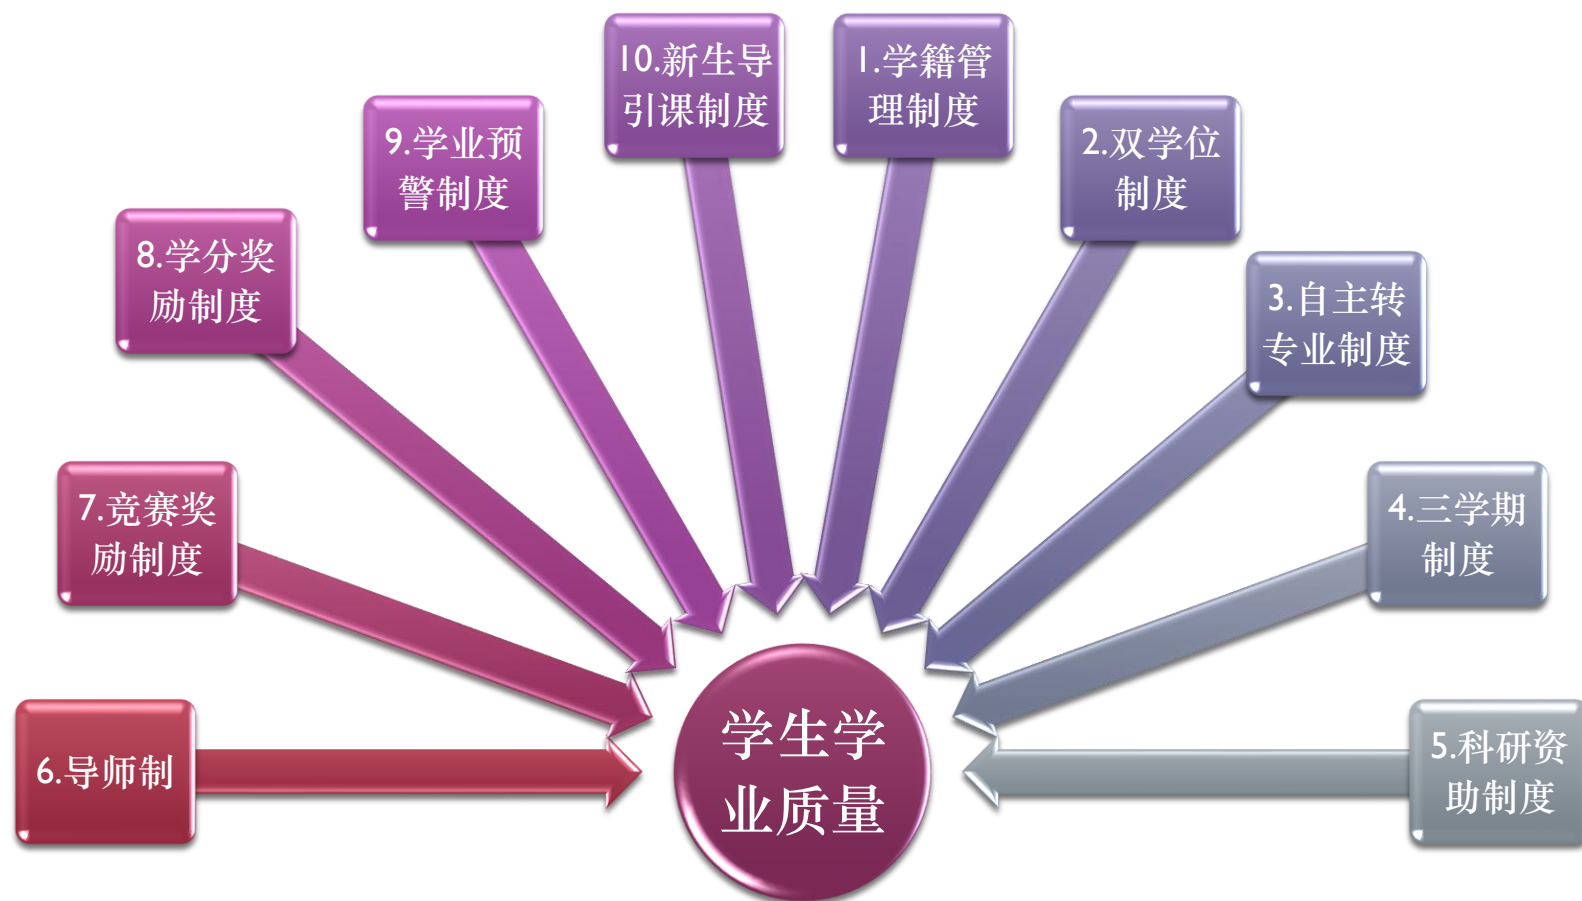 10.新生导
引课制度
1.学籍管
理制度
9.学业预
警制度
2.双学位
制度
8.学分奖
励制度
3.自主转
专业制度
7.竞赛奖
励制度
4.三学期
制度
6.导师制
学生学
业质量
5.科研资
助制度